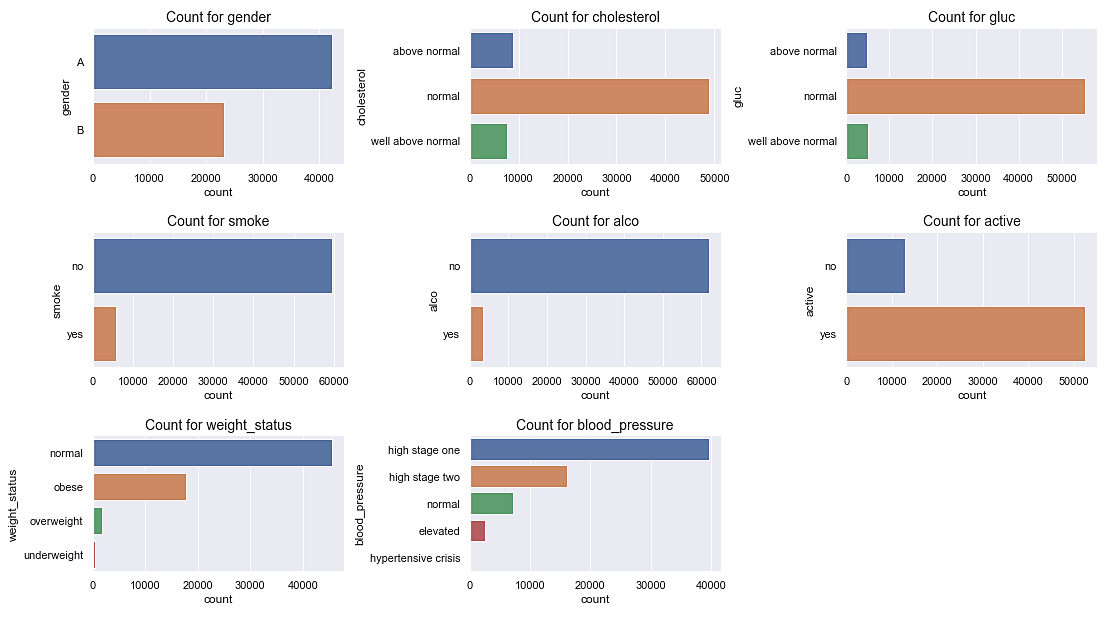 Count for gender
gender
A
B
0 10000 20000 30000 40000
count
Count for cholesterol
cholesterol
above normal
normal
well above normal
0 10000 20000 30000 40000 50000
count
Count for gluc
gluc
above normal
normal
well above normal
0 10000 20000 30000 40000 50000
count
Count for smoke
smoke
no
yes
0 10000 20000 30000 40000 50000 60000
count
Count for alco
alco
no
yes
0 10000 20000 30000 40000 50000 60000
count
Count for active
active
no
yes
0 10000 20000 30000 40000 50000
count
Count for weight_status
weight_status
normal
obese
overweight
underweight
0 10000 20000 30000 40000
count
Count for blood_pressure
blood_pressure
high stage one
high stage two
normal
elevated
hypertensive crisis
0 10000 20000 30000 40000
count